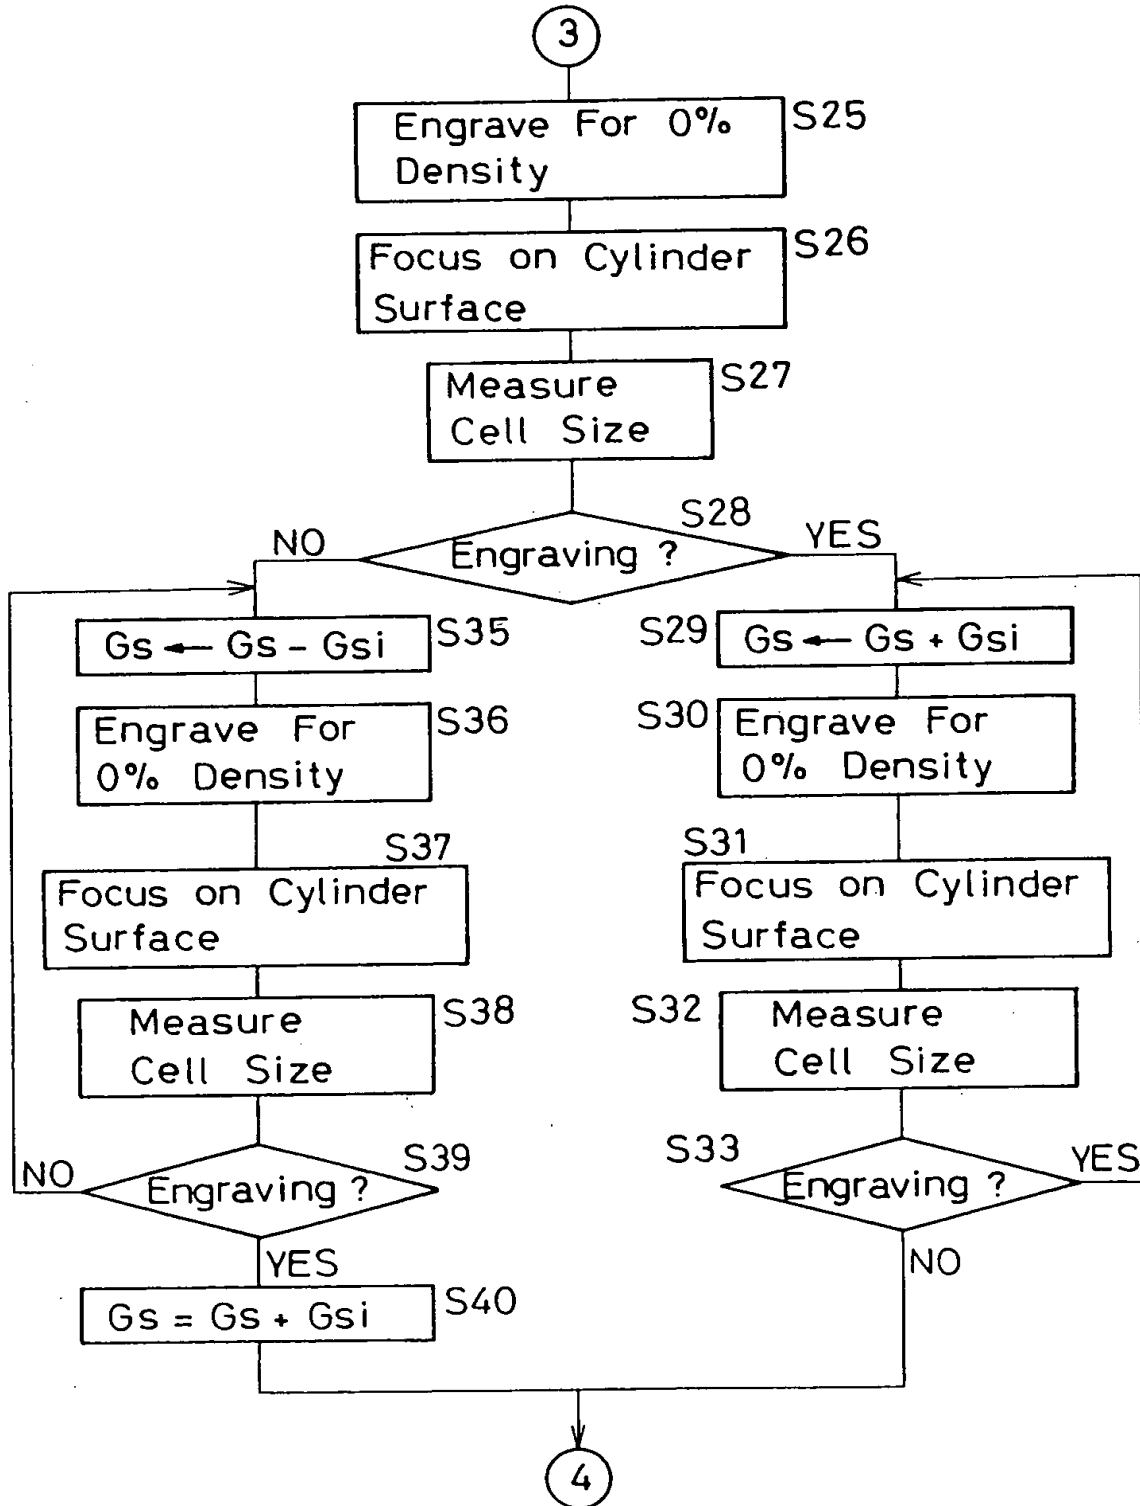 3
Engrave For 0%
Density
S25
Focus on Cylinder
Surface
S26
Measure
Cell Size
S27
S28
Engraving ?
NO
YES
Gs ← Gs - Gsi
S35
Engrave For
0% Density
S36
S37
Focus on Cylinder
Surface
Measure
Cell Size
S38
S39
Engraving ?
NO
YES
Gs = Gs + Gsi
S40
S29
Gs ← Gs + Gsi
S30
Engrave For
0% Density
S31
Focus on Cylinder
Surface
S32
Measure
Cell Size
S33
Engraving ?
YES
NO
4